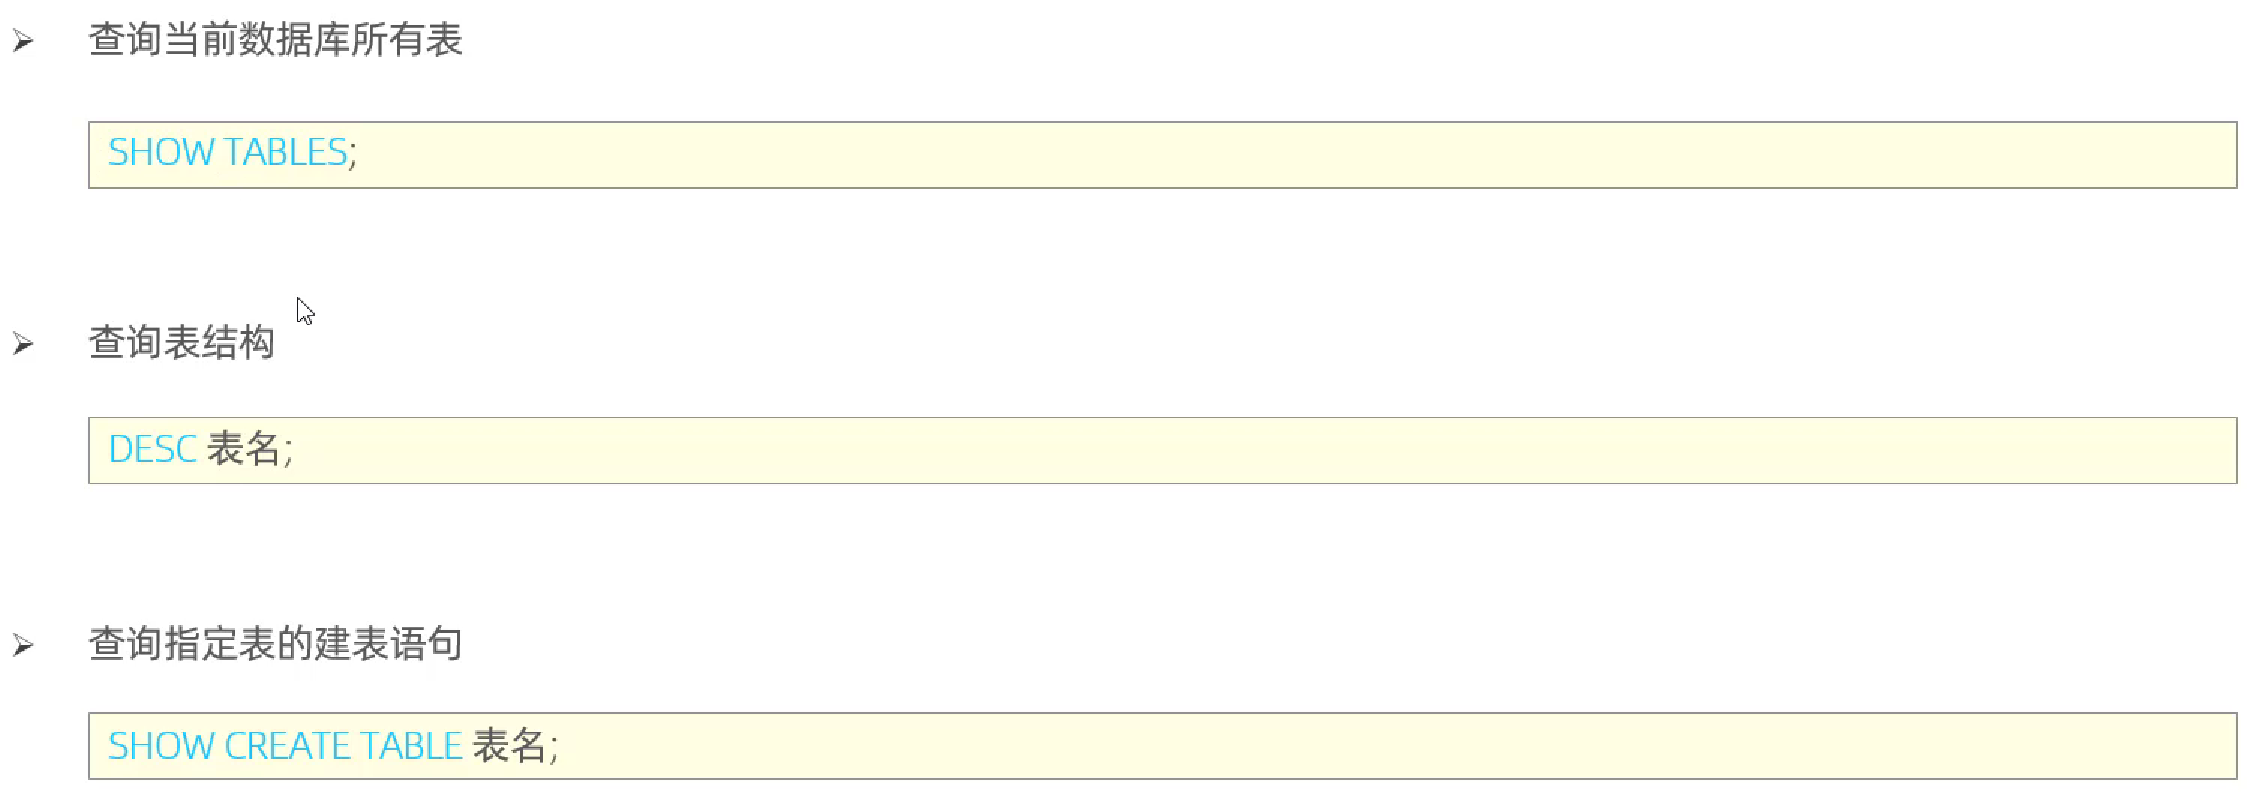 查询当前数据库所有表
SHOW TABLES;
查询表结构
DESC 表名;
查询指定表的建表语句
SHOW CREATE TABLE 表名;